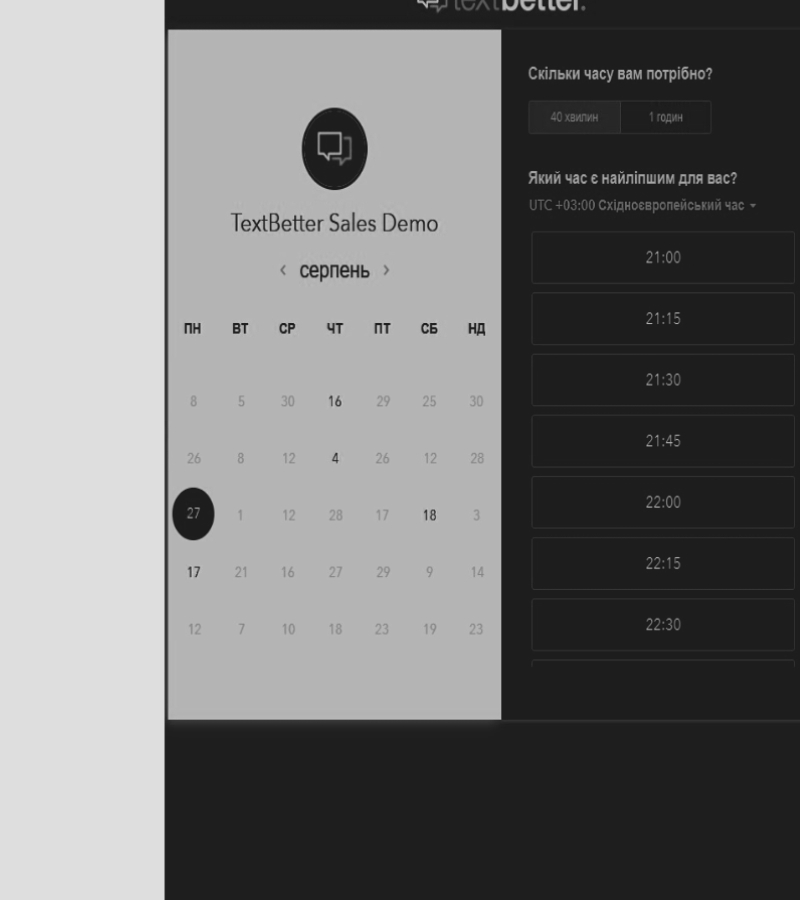 textbetter.
TextBetter Sales Demo
‹ серпень ›
ПН ВТ СР ЧТ ПТ СБ НД
8 5 30 16 29 25 30
26 8 12 4 26 12 28
27 1 12 28 17 18 3
17 21 16 27 29 9 14
12 7 10 18 23 19 23
Скільки часу вам потрібно?
40 хвилин 1 годин
Який час є найліпшим для вас?
UTC +03:00 Східноєвропейський час
21:00
21:15
21:30
21:45
22:00
22:15
22:30